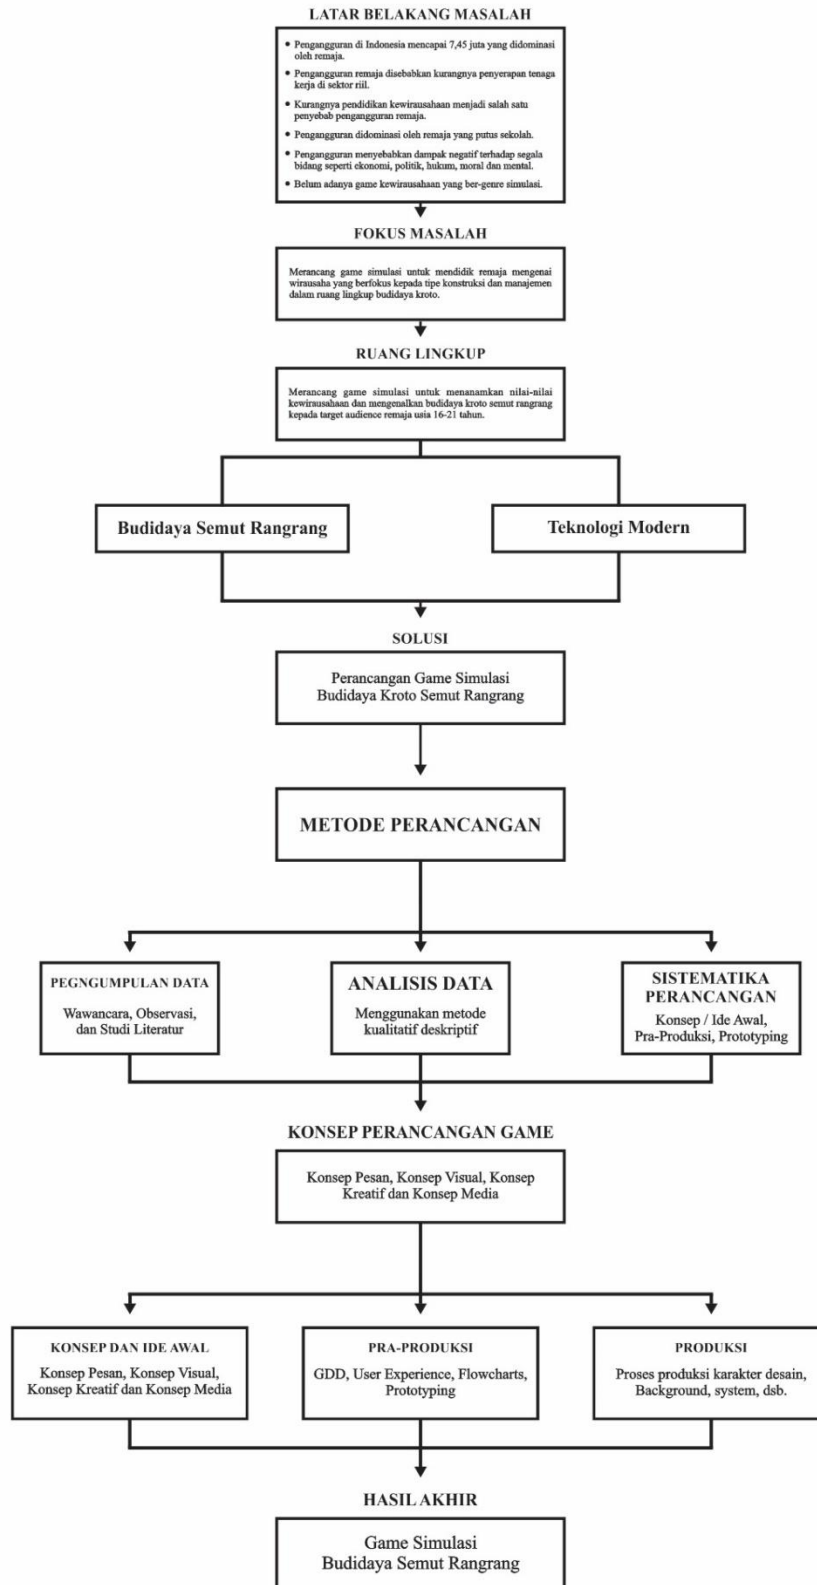 LATAR BELAKANG MASALAH
• Pengangguran di Indonesia mencapai 7,45 juta yang didominasi
oleh remaja.
• Pengangguran remaja disebabkan kurangnya penyerapan tenaga
kerja di sektor riil.
• Kurangnya pendidikan kewirausahaan menjadi salah satu
penyebab pengangguran remaja.
• Pengangguran didominasi oleh remaja yang putus sekolah.
• Pengangguran menyebabkan dampak negatif terhadap segala
bidang seperti ekonomi, politik, hukum, moral dan mental.
• Belum adanya game kewirausahaan yang ber-genre simulasi.
FOKUS MASALAH
Merancang game simulasi untuk mendidik remaja mengenai
wirausaha yang berfokus kepada tipe konstruksi dan manajemen
dalam ruang lingkup budidaya kroto.
RUANG LINGKUP
Merancang game simulasi untuk menanamkan nilai-nilai
kewirausahaan dan mengenalkan budidaya kroto semut rangrang
kepada target audience remaja usia 16-21 tahun.
Budidaya Semut Rangrang
Teknologi Modern
SOLUSI
Perancangan Game Simulasi
Budidaya Kroto Semut Rangrang
METODE PERANCANGAN
PEGNGUMPULAN DATA
Wawancara, Observasi,
dan Studi Literatur
ANALISIS DATA
Menggunakan metode
kualitatif deskriptif
SISTEMATIKA
PERANCANGAN
Konsep / Ide Awal,
Pra-Produksi, Prototyping
KONSEP PERANCANGAN GAME
Konsep Pesan, Konsep Visual, Konsep
Kreatif dan Konsep Media
KONSEP DAN IDE AWAL
Konsep Pesan, Konsep Visual,
Konsep Kreatif dan Konsep Media
PRA-PRODUKSI
GDD, User Experience, Flowcharts,
Prototyping
PRODUKSI
Proses produksi karakter desain,
Background, system, dsb.
HASIL AKHIR
Game Simulasi
Budidaya Semut Rangrang